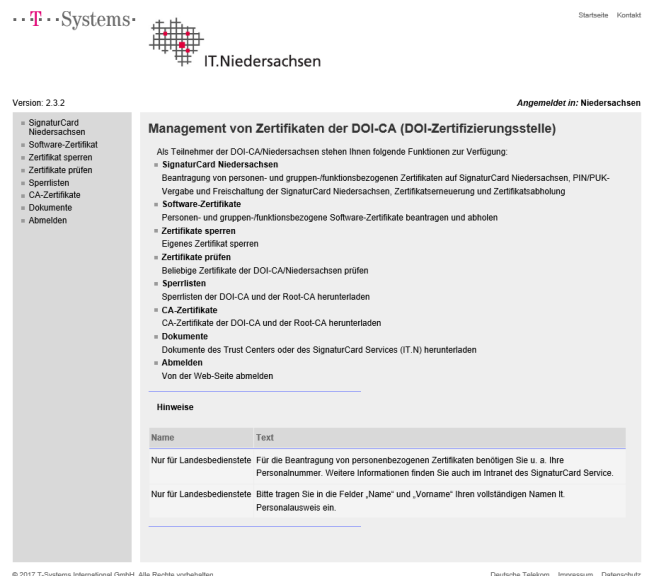 ··T··Systems·
Startseite Kontakt
IT.Niedersachsen
Version: 2.3.2
Angemeldet in: Niedersachsen
SignaturCard
Niedersachsen
Software-Zertifikat
Zertifikat sperren
Zertifikate prüfen
Sperrlisten
CA-Zertifikate
Dokumente
Abmelden
Management von Zertifikaten der DOI-CA (DOI-Zertifizierungsstelle)
Als Teilnehmer der DOI-CA/Niedersachsen stehen Ihnen folgende Funktionen zur Verfügung:
SignaturCard Niedersachsen
Beantragung von personen- und gruppen-/funktionsbezogenen Zertifikaten auf SignaturCard Niedersachsen, PIN/PUK-
Vergabe und Freischaltung der SignaturCard Niedersachsen, Zertifikatserneuerung und Zertifikatsabholung
Software-Zertifikate
Personen- und gruppen-/funktionsbezogene Software-Zertifikate beantragen und abholen
Zertifikate sperren
Eigenes Zertifikat sperren
Zertifikate prüfen
Beliebige Zertifikate der DOI-CA/Niedersachsen prüfen
Sperrlisten
Sperrlisten der DOI-CA und der Root-CA herunterladen
CA-Zertifikate
CA-Zertifikate der DOI-CA und der Root-CA herunterladen
Dokumente
Dokumente des Trust Centers oder des SignaturCard Services (IT.N) herunterladen
Abmelden
Von der Web-Seite abmelden
Hinweise
Name Text
Nur für Landesbedienstete Für die Beantragung von personenbezogenen Zertifikaten benötigen Sie u. a. Ihre
Personalnummer. Weitere Informationen finden Sie auch im Intranet des SignaturCard Service.
Nur für Landesbedienstete Bitte tragen Sie in die Felder „Name“ und „Vorname“ Ihren vollständigen Namen lt.
Personalausweis ein.
© 2017 T-Systems International GmbH. Alle Rechte vorbehalten
Deutsche Telekom Impressum Datenschutz